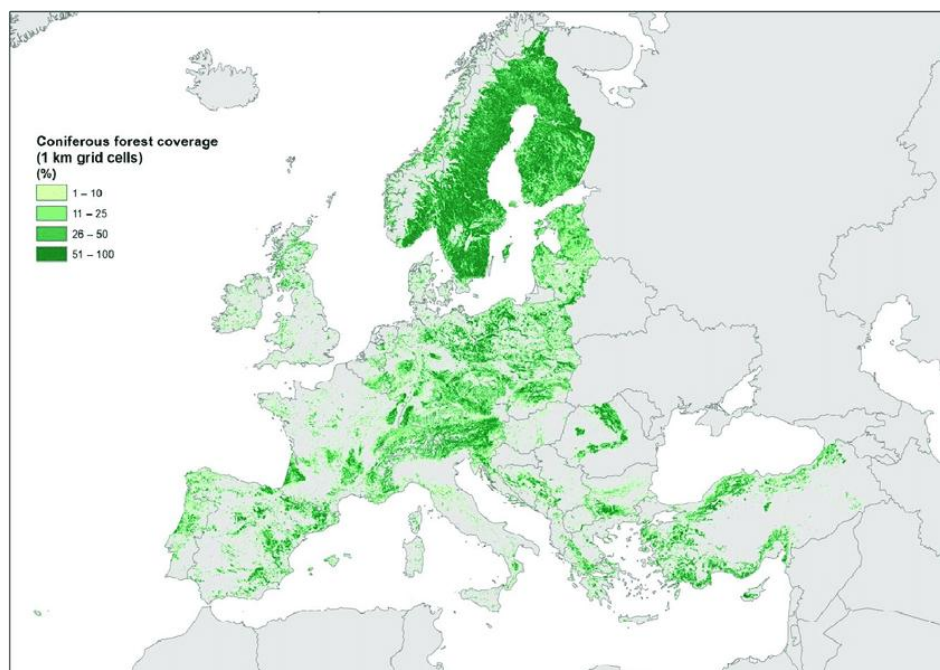 Coniferous forest coverage
(1 km grid cells)
(%)
1 – 10
11 – 25
26 – 50
51 – 100